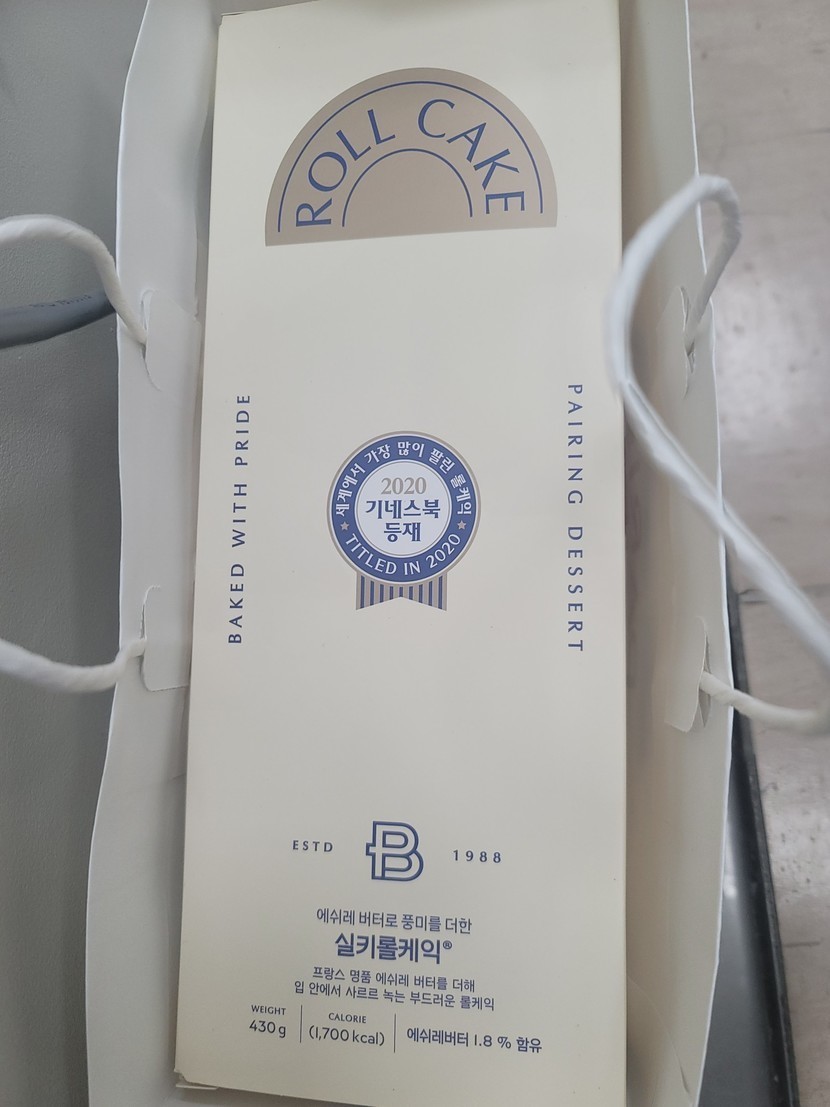 ROLL CAKE
BAKED WITH PRIDE
PAIRING DESSERT
세계에서 가장 많이 팔린 롤케익
2020
기네스북
등재
TITLED IN 2020
ESTD
B
1988
에쉬레 버터로 풍미를 더한
실키롤케익®
프랑스 명품 에쉬레 버터를 더해
입 안에서 사르르 녹는 부드러운 롤케익
WEIGHT
430g
CALORIE
(1,700 kcal)
에쉬레버터 1.8 % 함유